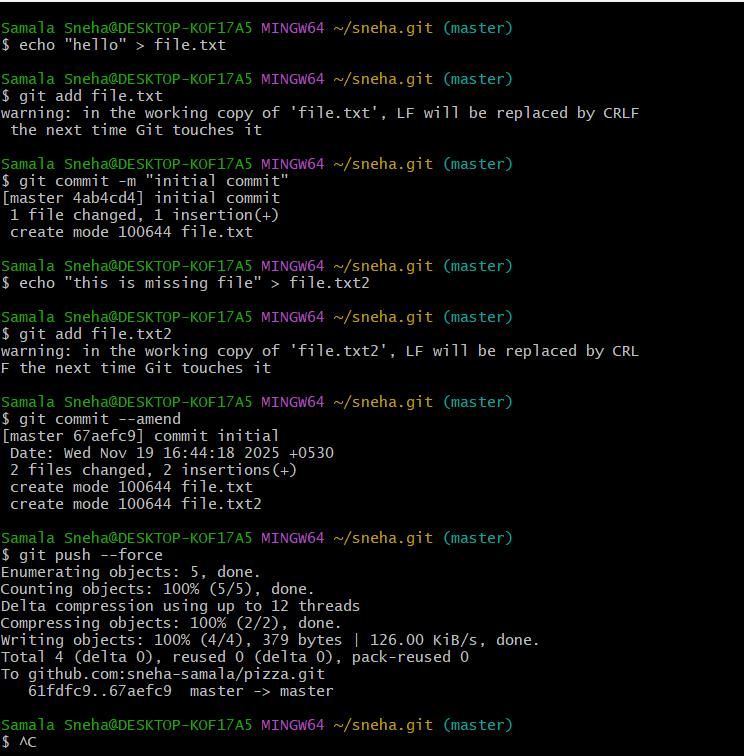 Samala Sneha@DESKTOP-KOF17A5 MINGW64 ~/sneha.git (master)
$ echo "hello" > file.txt
Samala Sneha@DESKTOP-KOF17A5 MINGW64 ~/sneha.git (master)
$ git add file.txt
warning: in the working copy of 'file.txt', LF will be replaced by CRLF
 the next time Git touches it
Samala Sneha@DESKTOP-KOF17A5 MINGW64 ~/sneha.git (master)
$ git commit -m "initial commit"
[master 4ab4cd4] initial commit
 1 file changed, 1 insertion(+)
 create mode 100644 file.txt
Samala Sneha@DESKTOP-KOF17A5 MINGW64 ~/sneha.git (master)
$ echo "this is missing file" > file.txt2
Samala Sneha@DESKTOP-KOF17A5 MINGW64 ~/sneha.git (master)
$ git add file.txt2
warning: in the working copy of 'file.txt2', LF will be replaced by CRL
F the next time Git touches it
Samala Sneha@DESKTOP-KOF17A5 MINGW64 ~/sneha.git (master)
$ git commit --amend
[master 67aefc9] commit initial
 Date: Wed Nov 19 16:44:18 2025 +0530
 2 files changed, 2 insertions(+)
 create mode 100644 file.txt
 create mode 100644 file.txt2
Samala Sneha@DESKTOP-KOF17A5 MINGW64 ~/sneha.git (master)
$ git push --force
Enumerating objects: 5, done.
Counting objects: 100% (5/5), done.
Delta compression using up to 12 threads
Compressing objects: 100% (2/2), done.
Writing objects: 100% (4/4), 379 bytes | 126.00 KiB/s, done.
Total 4 (delta 0), reused 0 (delta 0), pack-reused 0
To github.com:sneha-samala/pizza.git
   61fdfc9..67aefc9  master -> master
Samala Sneha@DESKTOP-KOF17A5 MINGW64 ~/sneha.git (master)
$ ^C